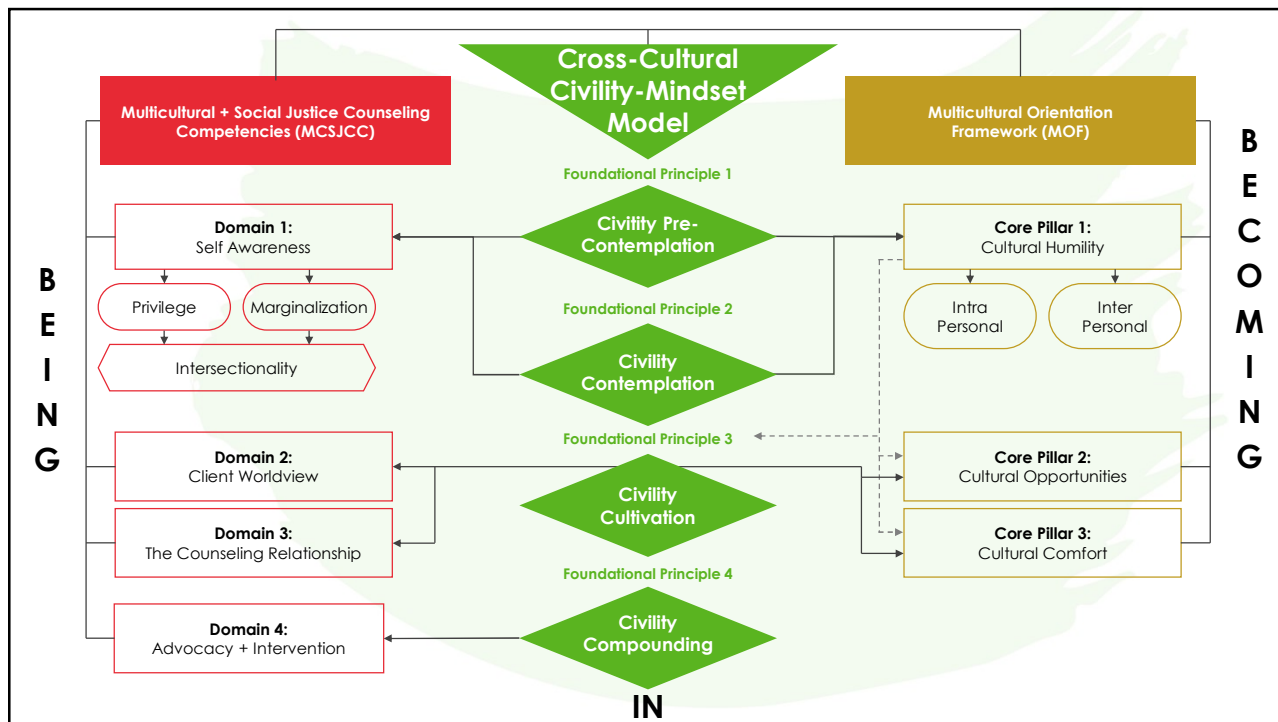 Cross-Cultural
Civility-Mindset
Model
Multicultural + Social Justice Counseling
Competencies (MCSJCC)
Multicultural Orientation
Framework (MOF)
B
E
I
N
G
Domain 1:
Self Awareness
Privilege
Marginalization
Intersectionality
Domain 2:
Client Worldview
Domain 3:
The Counseling Relationship
Domain 4:
Advocacy + Intervention
Foundational Principle 1
Civitity Pre-
Contemplation
Foundational Principle 2
Civility
Contemplation
Foundational Principle 3
Civility
Cultivation
Foundational Principle 4
Civility
Compounding
IN
Core Pillar 1:
Cultural Humility
Intra
Personal
Inter
Personal
Core Pillar 2:
Cultural Opportunities
Core Pillar 3:
Cultural Comfort
B
E
C
O
M
I
N
G